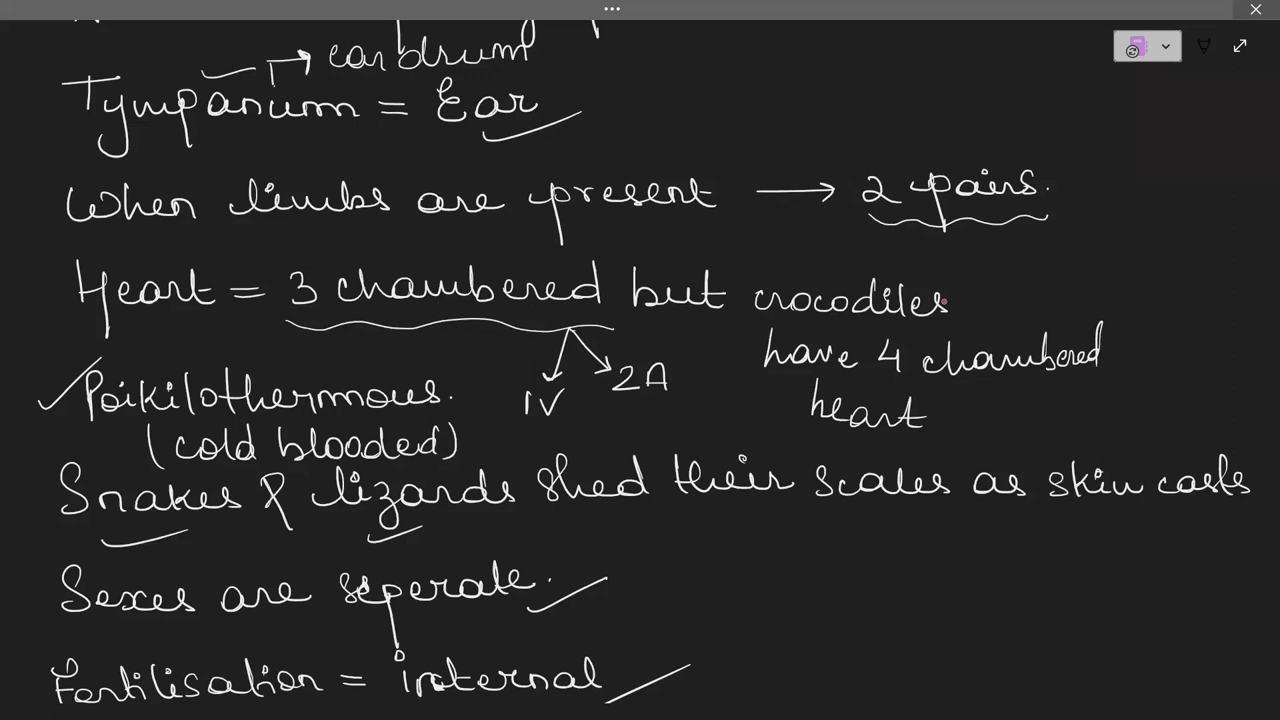 eardrum
Tympanum = Ear
When limbs are present → 2 pairs.
Heart = 3 chambered but crocodiles
have 4 chambered
heart
1V 2A
Poikilothermous.
(cold blooded)
Snakes & lizards shed their scales as skin casts
Sexes are seperate.
Fertilisation = internal